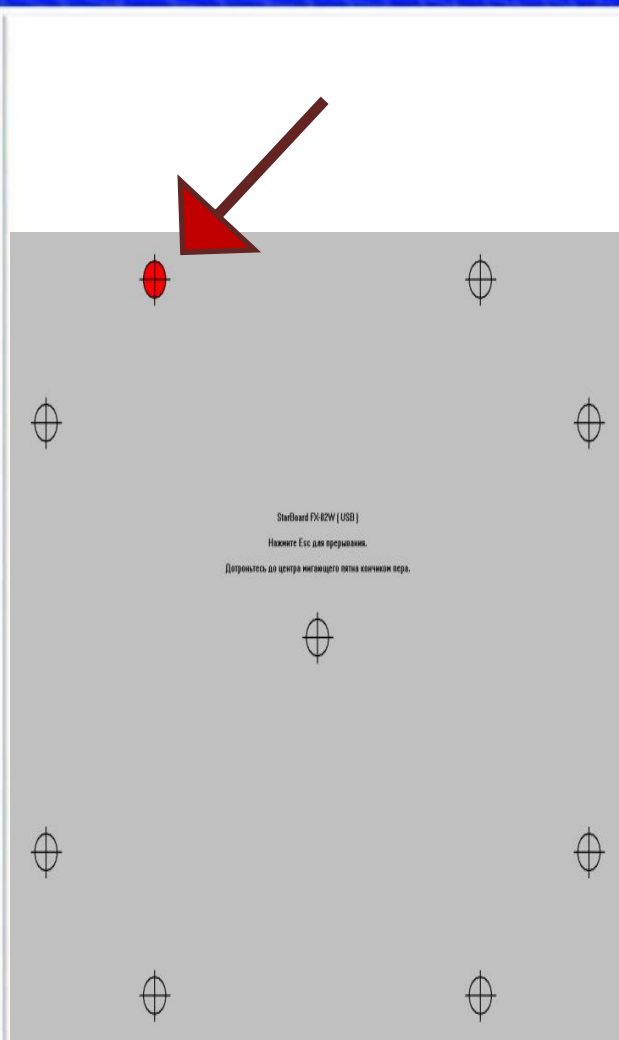 StarBoard FX-82W ( USB )
Нажмите Esc для прерывания.
Дотроньтесь до центра мигающего пятна кончиком пера.